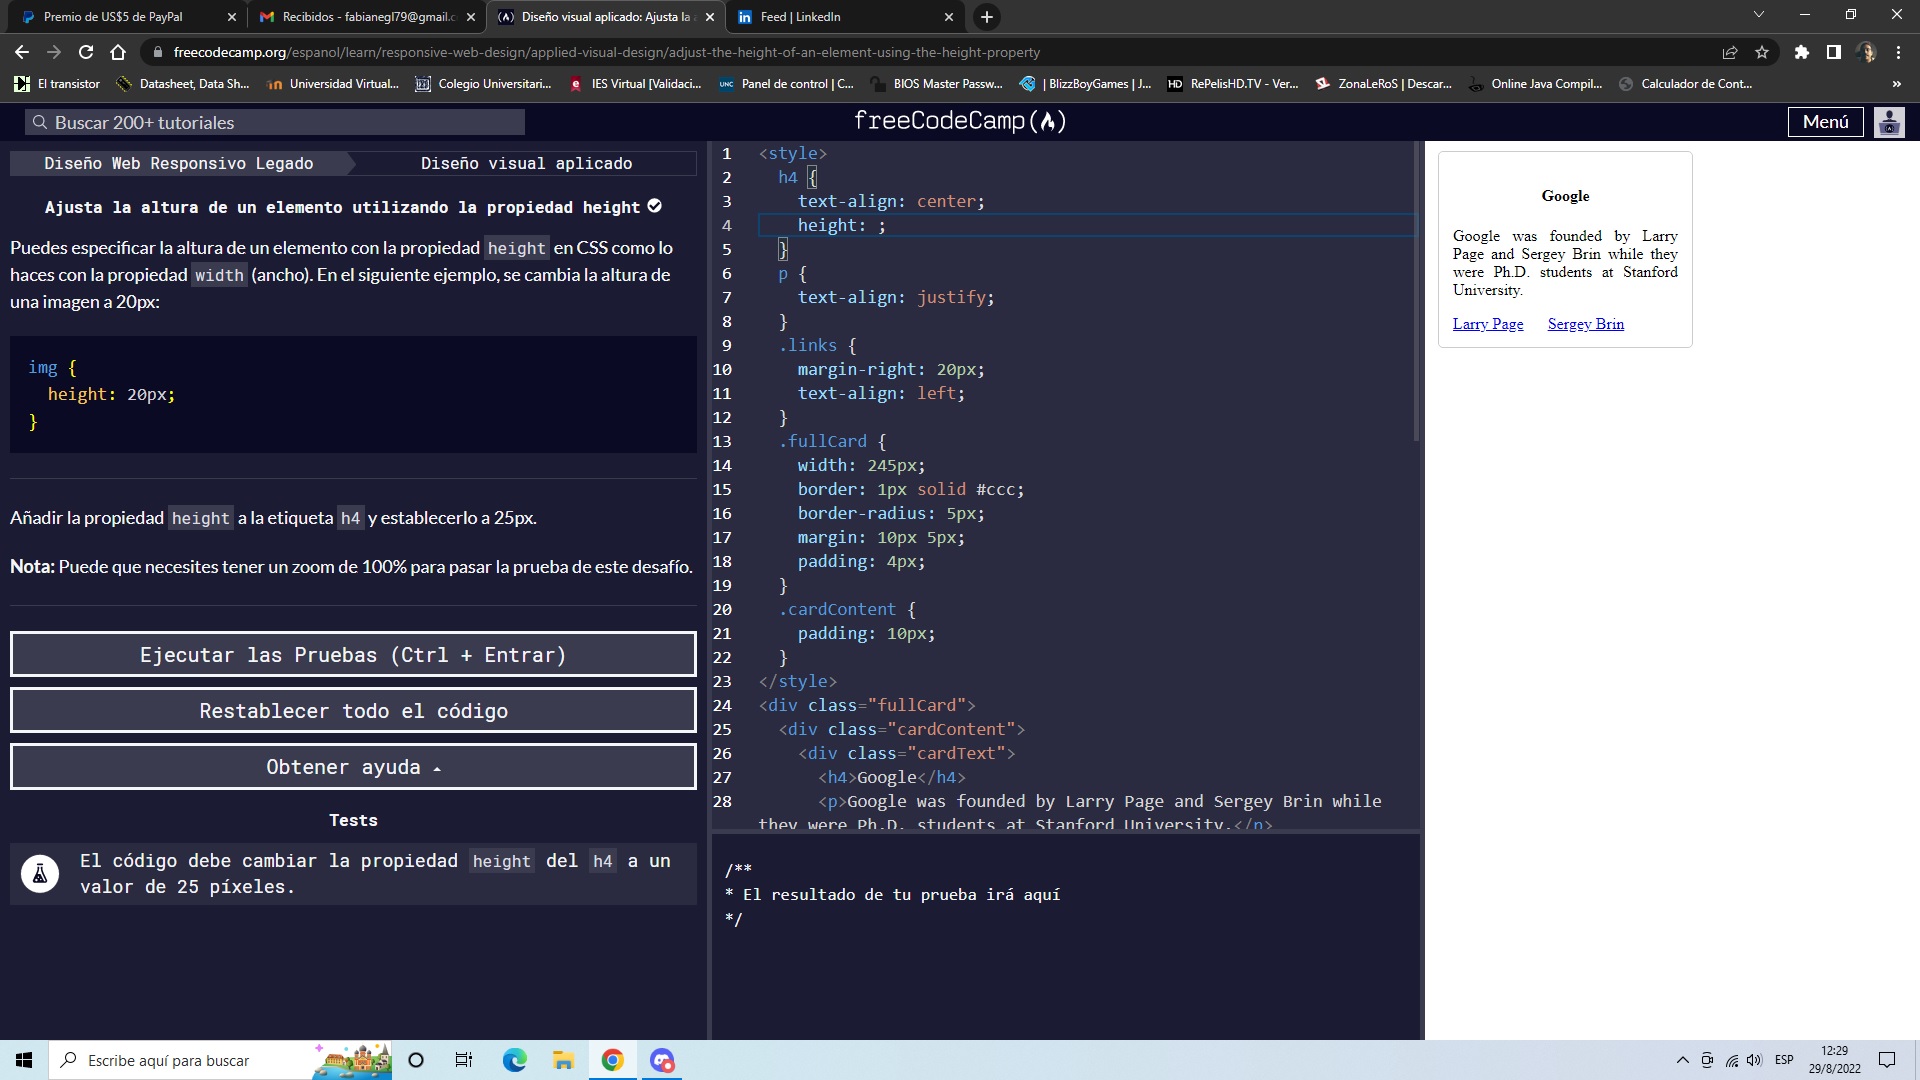 Premio de US$5 de PayPal
Recibidos - fabianegl79@gmail.c
Diseño visual aplicado: Ajusta la a
Feed | LinkedIn
freecodecamp.org/espanol/learn/responsive-web-design/applied-visual-design/adjust-the-height-of-an-element-using-the-height-property
El transistor
Datasheet, Data Sh...
Universidad Virtual...
Colegio Universitari...
IES Virtual [Validaci...
Panel de control | C...
BIOS Master Passw...
| BlizzBoyGames | J...
RePelisHD.TV - Ver...
ZonaLeRoS | Descar...
Online Java Compil...
Calculador de Cont...
»
Buscar 200+ tutoriales
freeCodeCamp
Menú
Diseño Web Responsivo Legado
Diseño visual aplicado
Ajusta la altura de un elemento utilizando la propiedad height
Puedes especificar la altura de un elemento con la propiedad height en CSS como lo
haces con la propiedad width (ancho). En el siguiente ejemplo, se cambia la altura de
una imagen a 20px:
img {
height: 20px;
}
Añadir la propiedad height a la etiqueta h4 y establecerlo a 25px.
Nota: Puede que necesites tener un zoom de 100% para pasar la prueba de este desafío.
Ejecutar las Pruebas (Ctrl + Entrar)
Restablecer todo el código
Obtener ayuda
Tests
El código debe cambiar la propiedad height del h4 a un
valor de 25 píxeles.
1 <style>
2 h4 {
3 text-align: center;
4 height: ;
5 }
6 p {
7 text-align: justify;
8 }
9 .links {
10 margin-right: 20px;
11 text-align: left;
12 }
13 .fullCard {
14 width: 245px;
15 border: 1px solid #ccc;
16 border-radius: 5px;
17 margin: 10px 5px;
18 padding: 4px;
19 }
20 .cardContent {
21 padding: 10px;
22 }
23 </style>
24 <div class="fullCard">
25 <div class="cardContent">
26 <div class="cardText">
27 <h4>Google</h4>
28 <p>Google was founded by Larry Page and Sergey Brin while
they were Ph.D. students at Stanford University.</p>
/**
* El resultado de tu prueba irá aquí
*/
Google
Google was founded by Larry
Page and Sergey Brin while they
were Ph.D. students at Stanford
University.
Larry Page Sergey Brin
Escribe aquí para buscar
ESP
12:29
29/8/2022